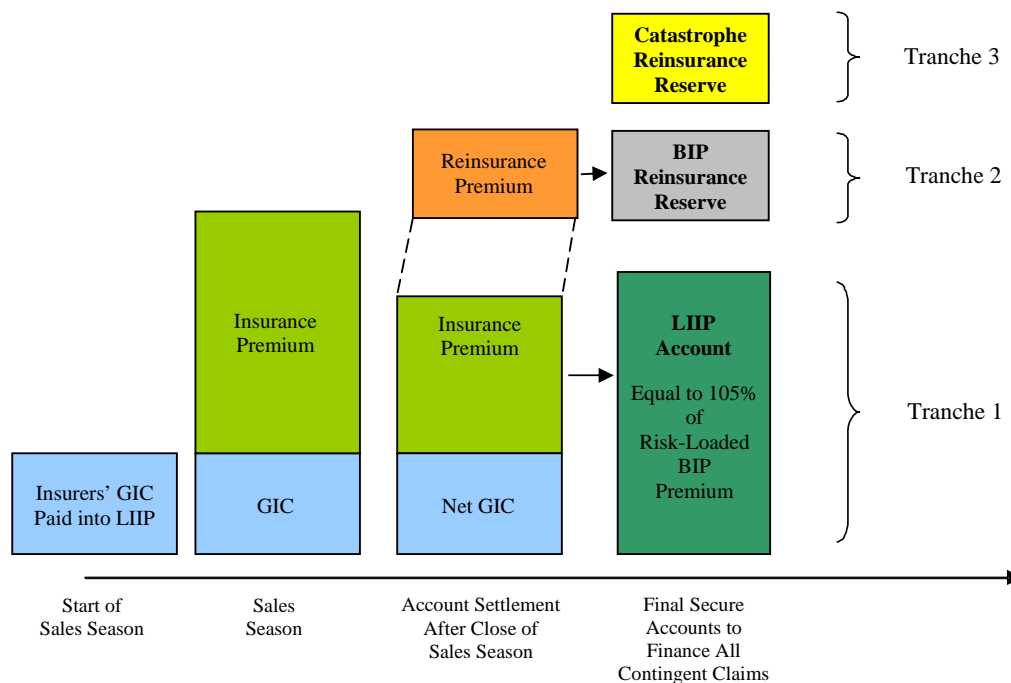 Catastrophe
Reinsurance
Reserve
Tranche 3
Reinsurance
Premium
BIP
Reinsurance
Reserve
Tranche 2
Insurance
Premium
Insurance
Premium
LIIP
Account
Equal to 105%
of
Risk-Loaded
BIP
Premium
Tranche 1
Insurers’ GIC
Paid into LIIP
GIC
Net GIC
Start of
Sales Season
Sales
Season
Account Settlement
After Close of
Sales Season
Final Secure
Accounts to
Finance All
Contingent Claims